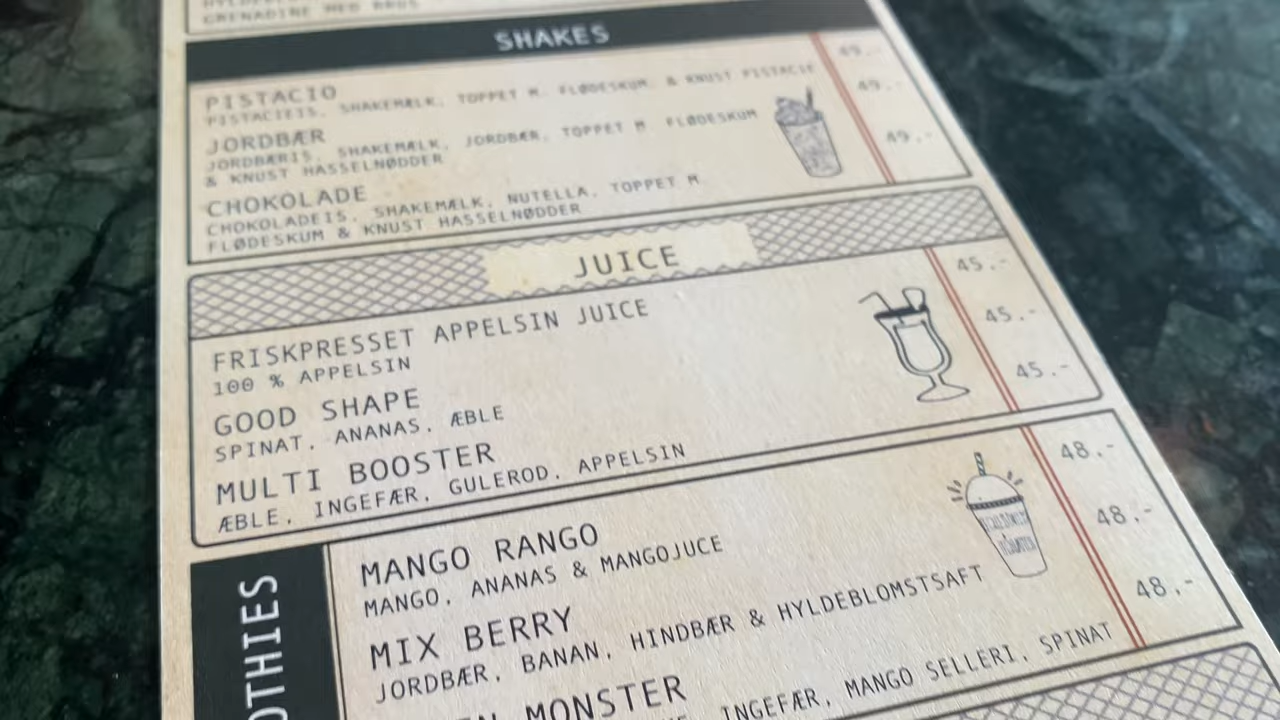 GRENADINE MED BRUS
SHAKES
PISTACIO 49.-
PISTACIEIS, SHAKEMÆLK, TOPPET M. FLØDESKUM, & KNUST PISTACIE
JORDBÆR 49.-
JORDBÆRIS, SHAKEMÆLK, JORDBÆR, TOPPET M FLØDESKUM
& KNUST HASSELNØDDER
CHOKOLADE 49.-
CHOKOLADEIS, SHAKEMÆLK, NUTELLA, TOPPET M.
FLØDESKUM & KNUST HASSELNØDDER
JUICE
FRISKPRESSET APPELSIN JUICE 45.-
100 % APPELSIN
GOOD SHAPE 45.-
SPINAT, ANANAS, ÆBLE
MULTI BOOSTER 45.-
ÆBLE, INGEFÆR, GULEROD, APPELSIN
OTHIES
MANGO RANGO 48.-
MANGO, ANANAS & MANGOJUCE
MIX BERRY 48.-
JORDBÆR, BANAN, HINDBÆR & HYLDEBLOMSTSAFT
MONSTER 48.-
INGEFÆR, MANGO SELLERI, SPINAT